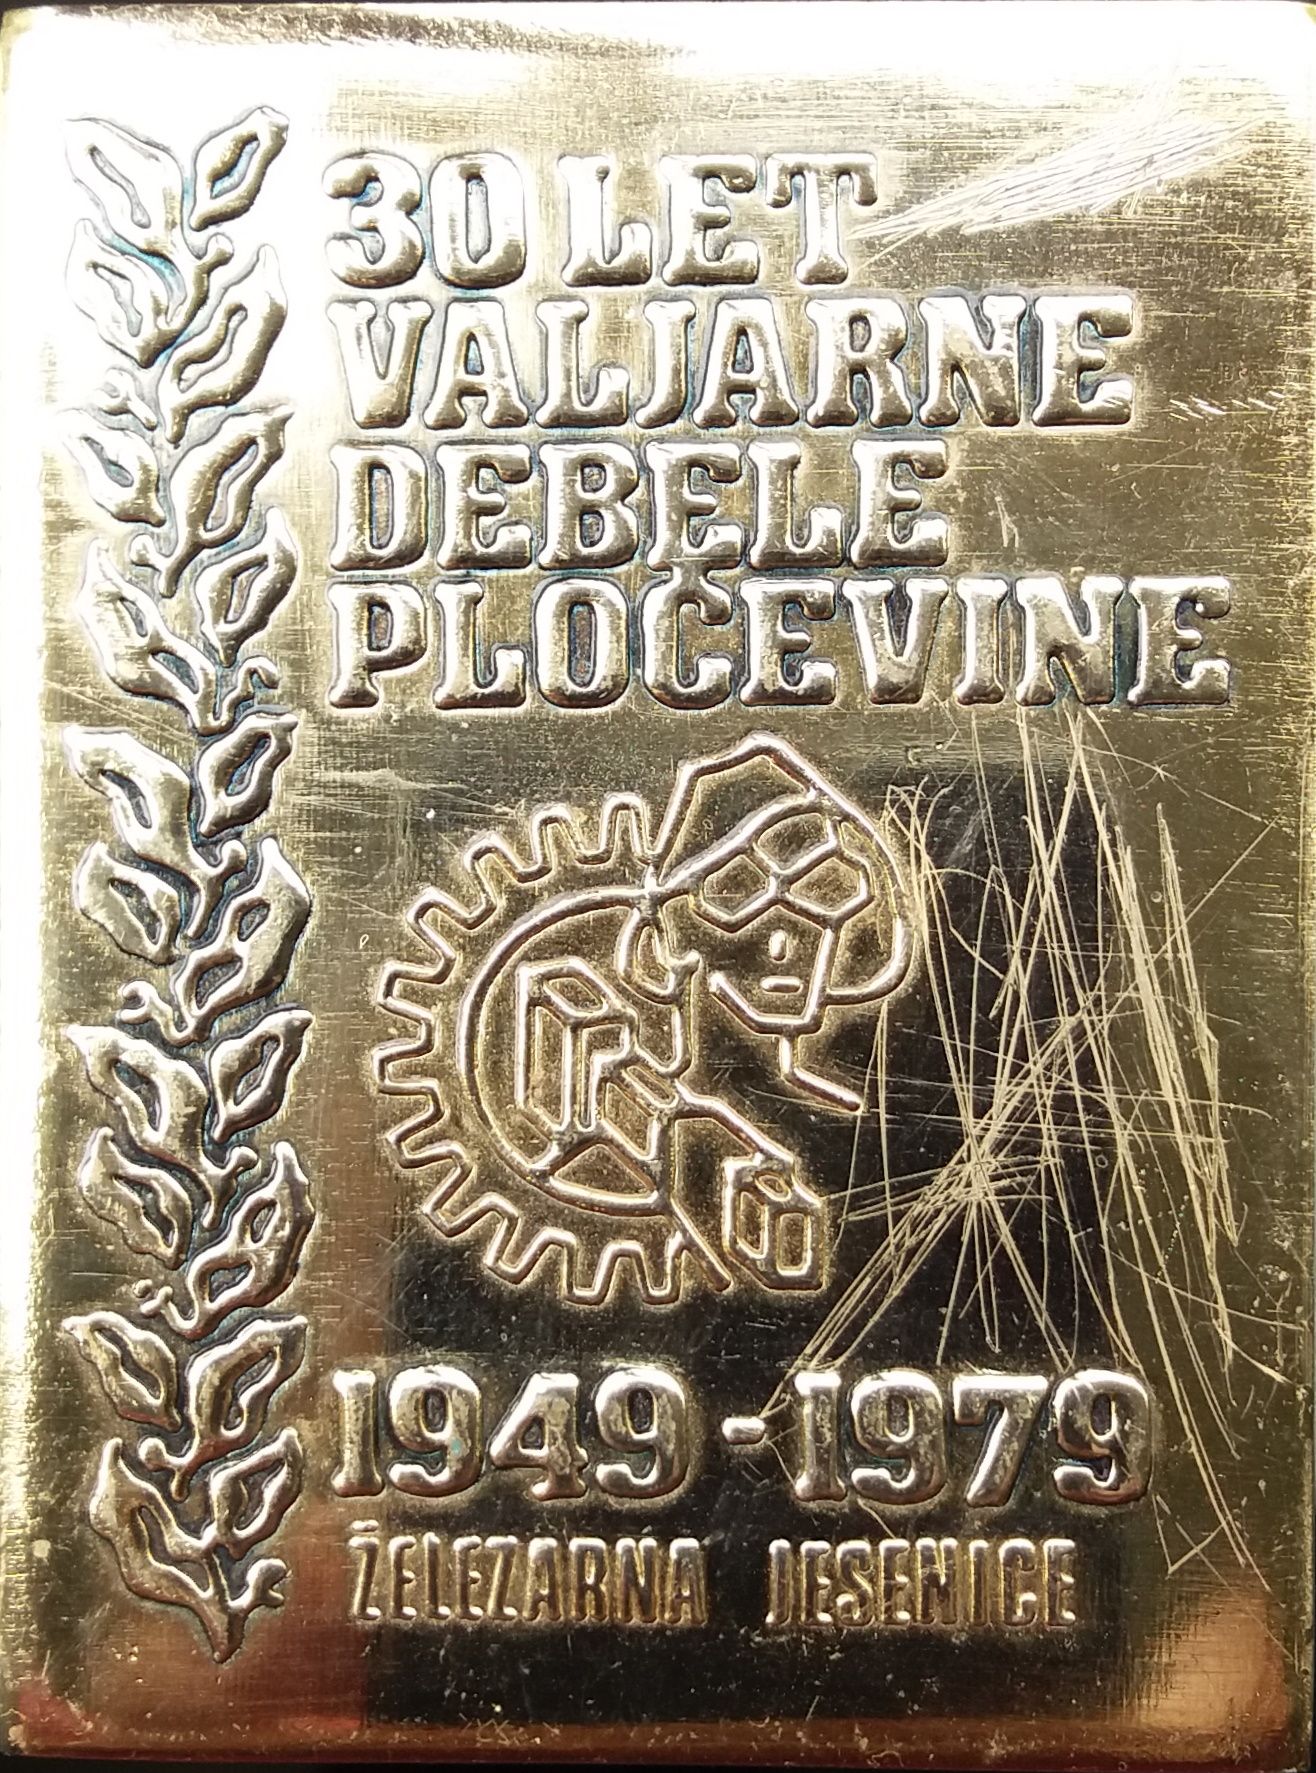 30 LET
VALJARNE
DEBELE
PLOČEVINE
1949 - 1979
ŽELEZARNA JESENICE